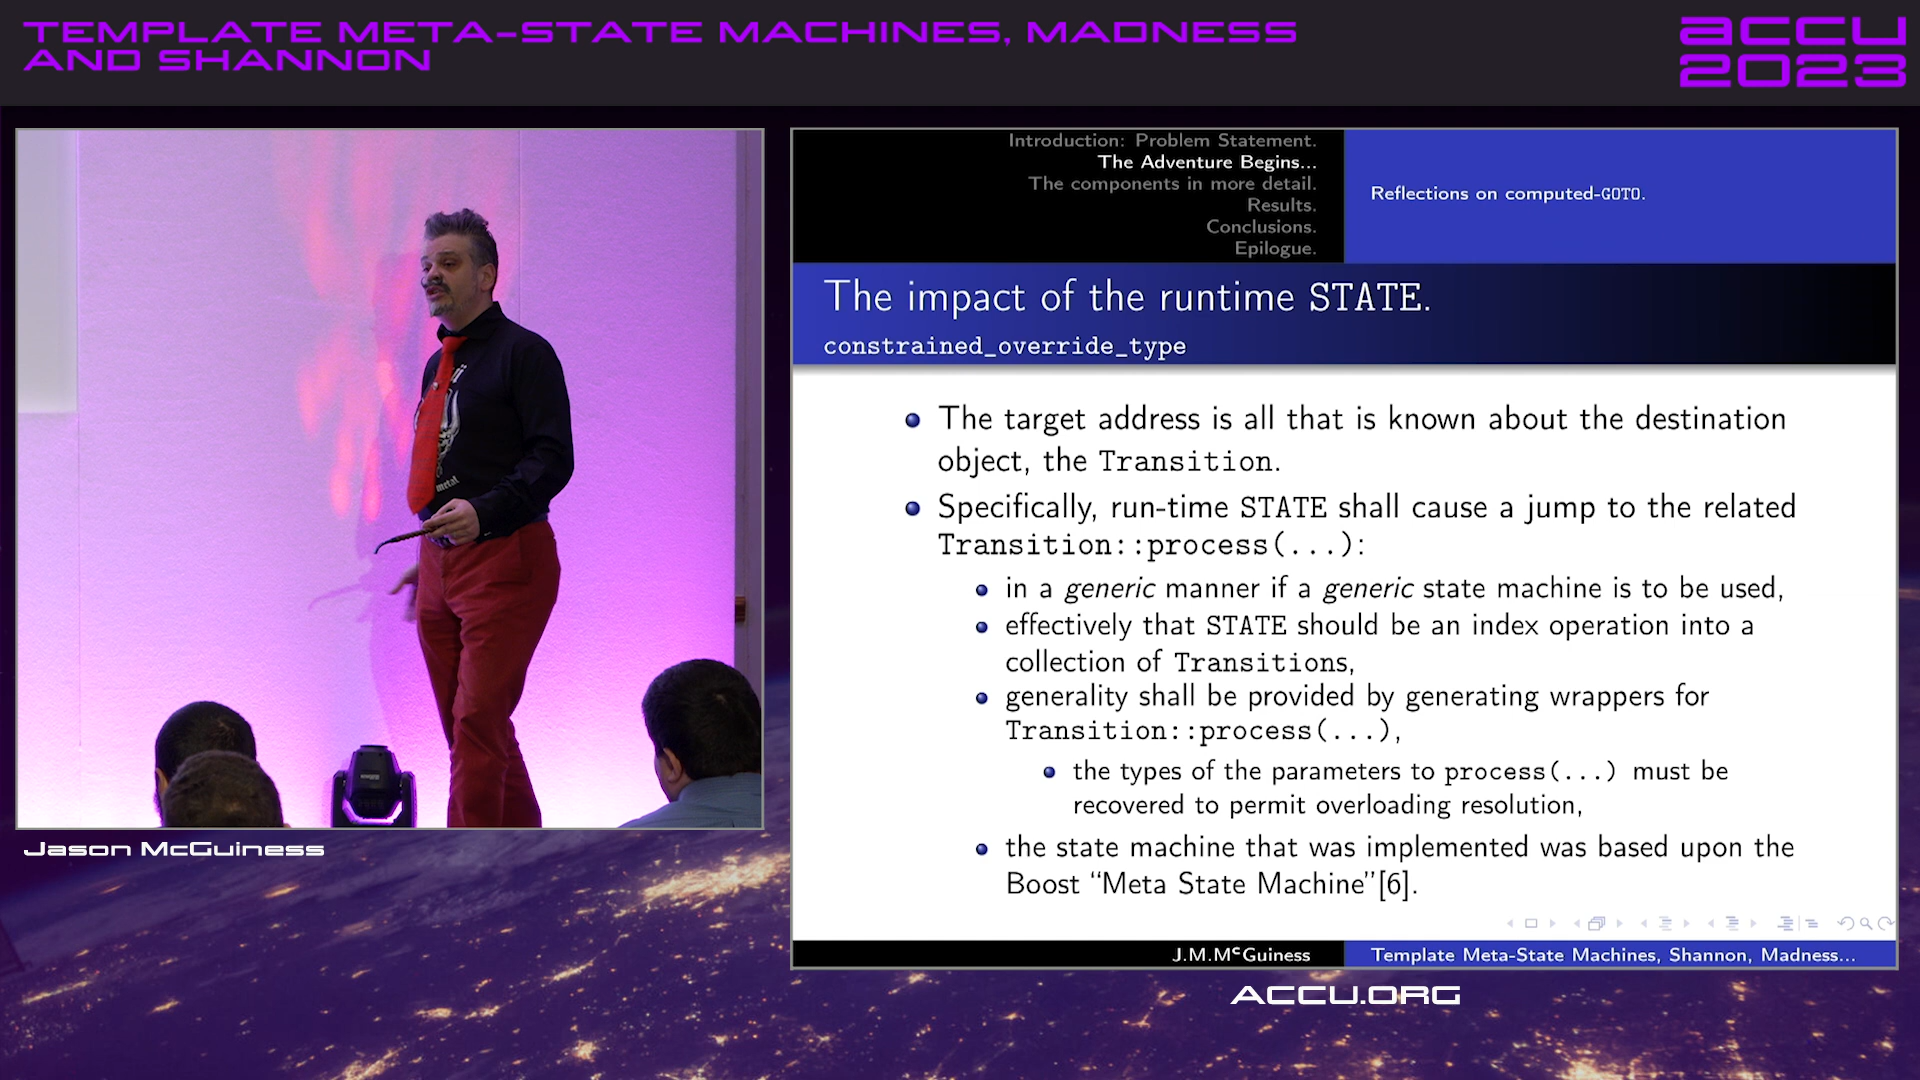 TEMPLATE META-STATE MACHINES, MADNESS
AND SHANNON
ACCU
2023
Introduction: Problem Statement.
The Adventure Begins...
The components in more detail.
Results.
Conclusions.
Epilogue.
Reflections on computed-GOTO.
The impact of the runtime STATE.
constrained_override_type
The target address is all that is known about the destination
object, the Transition.
Specifically, run-time STATE shall cause a jump to the related
Transition::process(...):
in a generic manner if a generic state machine is to be used,
effectively that STATE should be an index operation into a
collection of Transitions,
generality shall be provided by generating wrappers for
Transition::process(...),
the types of the parameters to process(...) must be
recovered to permit overloading resolution,
the state machine that was implemented was based upon the
Boost “Meta State Machine”[6].
J.M.McGuiness
Template Meta-State Machines, Shannon, Madness...
metal
Jason McGuiness
ACCU.ORG